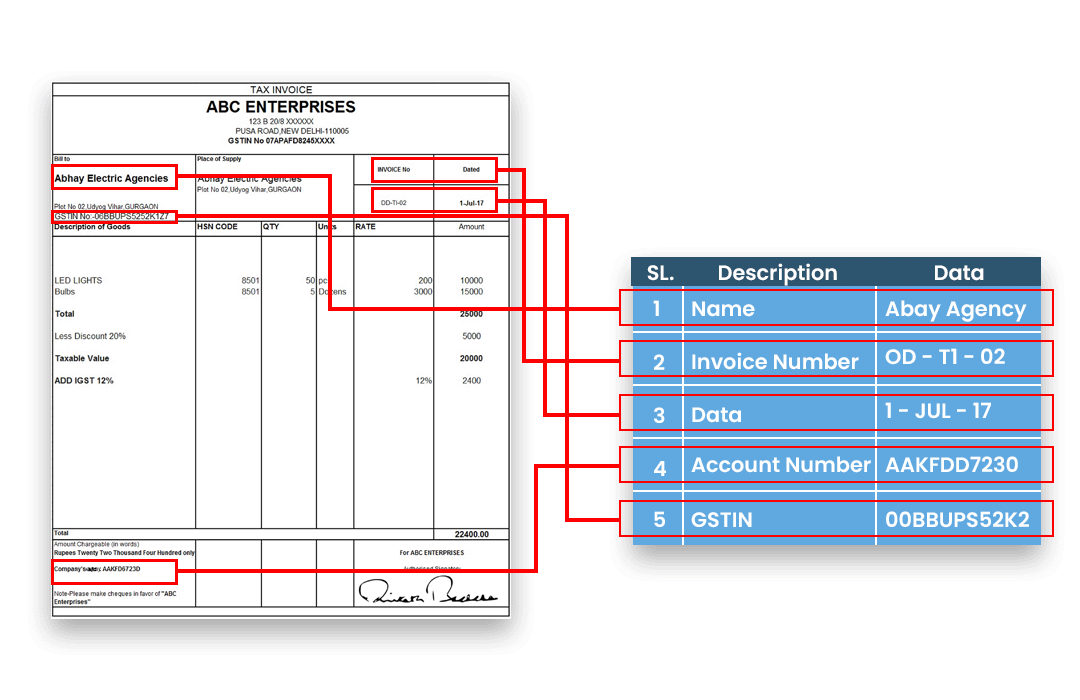 TAX INVOICE
ABC ENTERPRISES
123 B 20/8 XXXXXX
PUSA ROAD,NEW DELHI-110005
GSTIN No 07APAFD8245XXXX
Bill to
Place of Supply
Abhay Electric Agencies
Abhay Electric Agencies
INVOICE No Dated
Plot No 02,Udyog Vihar,GURGAON
DD-TI-02 1-Jul-17
Plot No 02,Udyog Vihar,GURGAON
GSTIN No:-06BBUPS5252K1Z7
Description of Goods HSN CODE QTY Units RATE Amount
LED LIGHTS 8501 50 pc 200 10000
Bulbs 8501 5 Dozens 3000 15000
Total 25000
Less Discount 20% 5000
Taxable Value 20000
ADD IGST 12% 12% 2400
Total 22400.00
Amount Chargeable (in words)
Rupees Twenty Two Thousand Four Hundred only
For ABC ENTERPRISES
Company's AAKFD6723D
Authorised Signatory
Note-Please make cheques in favor of "ABC
Enterprises"
SL. Description Data
1 Name Abay Agency
2 Invoice Number OD - T1 - 02
3 Data 1 - JUL - 17
4 Account Number AAKFDD7230
5 GSTIN 00BBUPS52K2